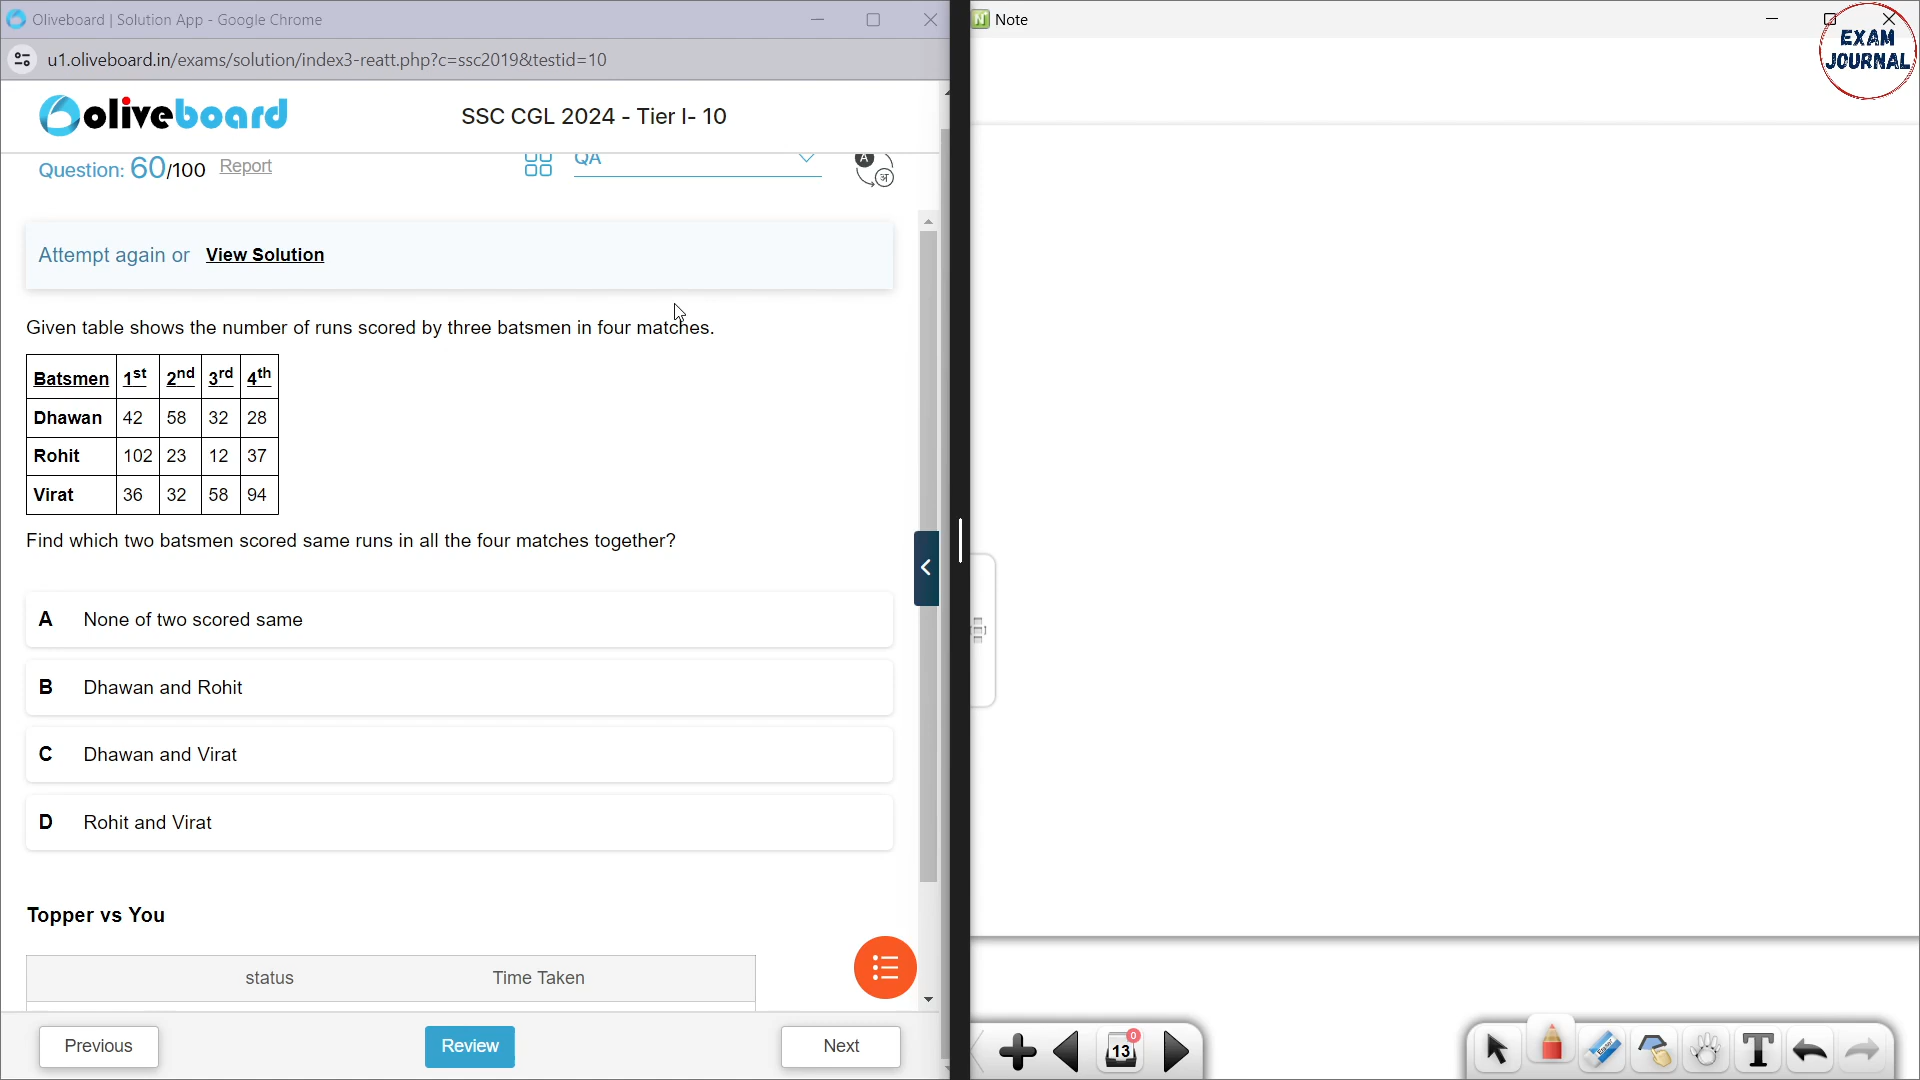 Oliveboard | Solution App - Google Chrome
u1.oliveboard.in/exams/solution/index3-reatt.php?c=ssc2019&testid=10
oliveboard
SSC CGL 2024 - Tier I- 10
Question: 60/100 Report
QA
A
अ
Attempt again or View Solution
Given table shows the number of runs scored by three batsmen in four matches.
Batsmen 1st 2nd 3rd 4th
Dhawan 42 58 32 28
Rohit 102 23 12 37
Virat 36 32 58 94
Find which two batsmen scored same runs in all the four matches together?
A None of two scored same
B Dhawan and Rohit
C Dhawan and Virat
D Rohit and Virat
Topper vs You
status Time Taken
Previous
Review
Next
N Note
EXAM
JOURNAL
13
0
T